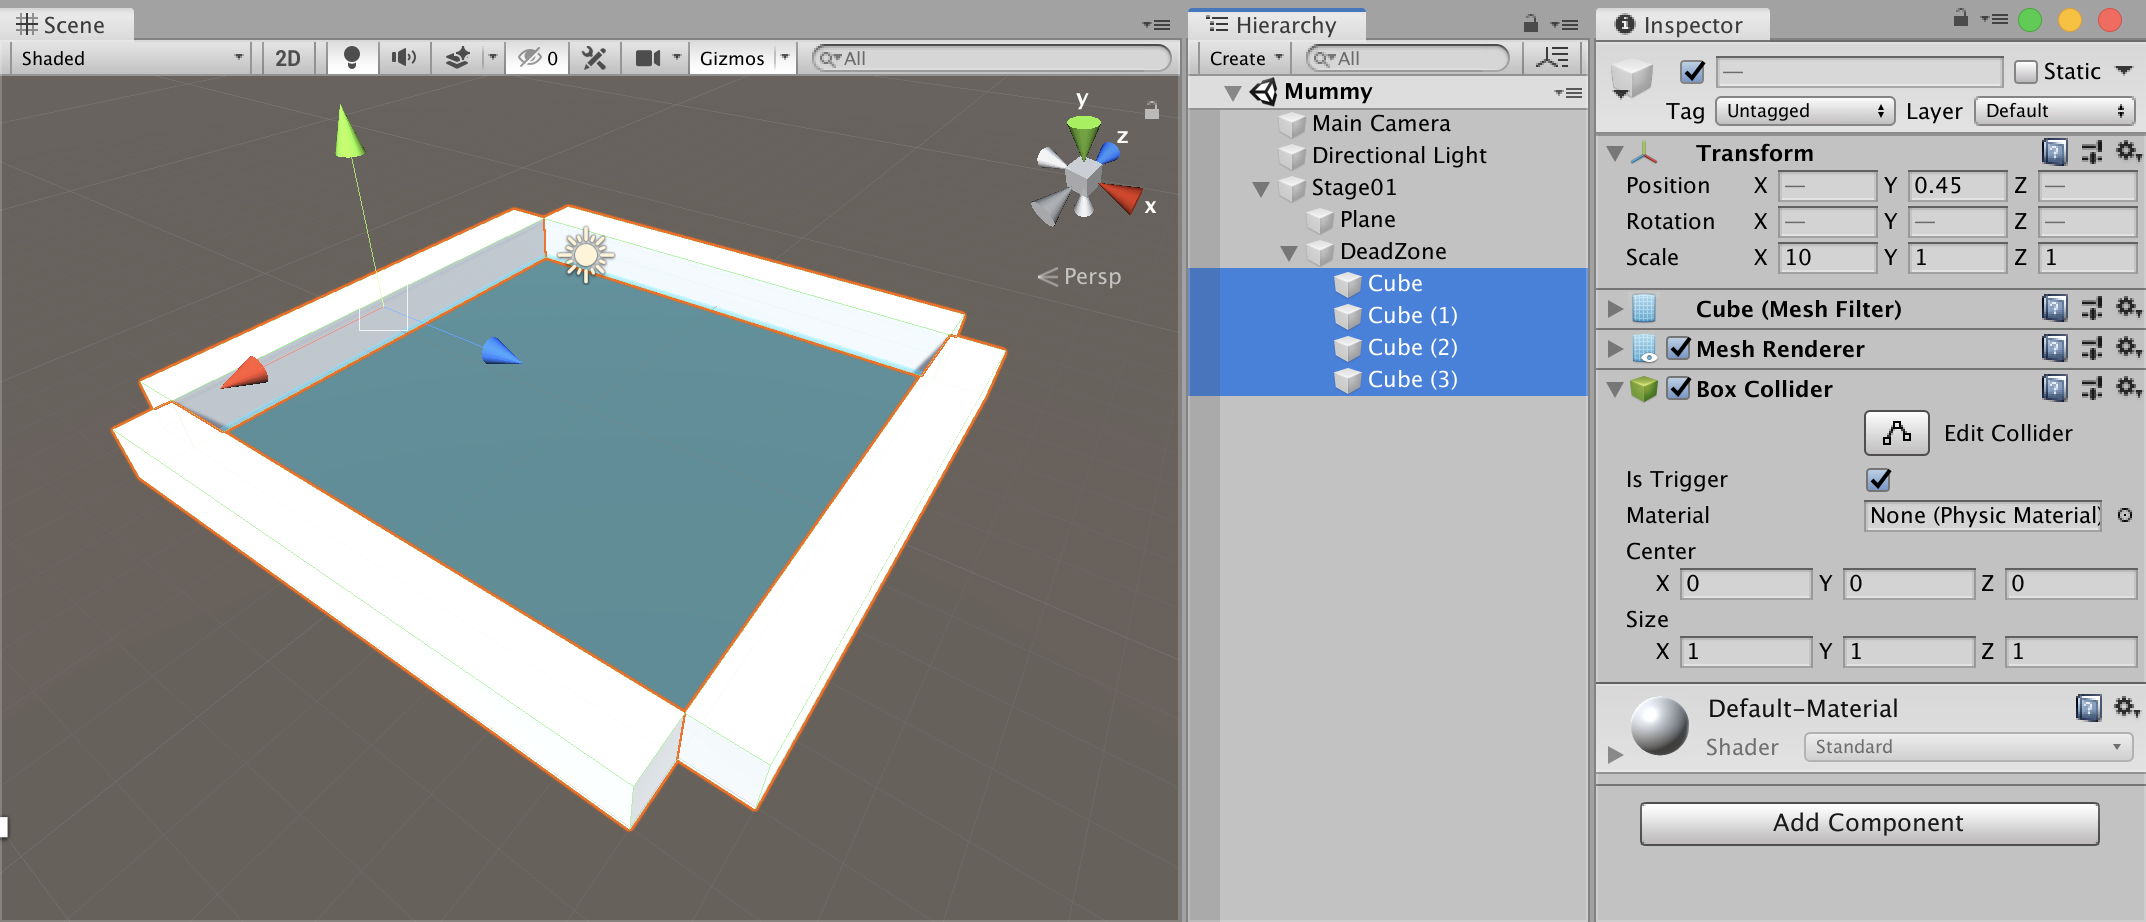 Scene
Shaded
2D
0
Gizmos
All
y
z
x
Persp
Hierarchy
Create
All
Mummy
Main Camera
Directional Light
Stage01
Plane
DeadZone
Cube
Cube (1)
Cube (2)
Cube (3)
Inspector
—
Static
Tag Untagged Layer Default
Transform
Position X — Y 0.45 Z —
Rotation X — Y — Z —
Scale X 10 Y 1 Z 1
Cube (Mesh Filter)
Mesh Renderer
Box Collider
Edit Collider
Is Trigger
Material None (Physic Material)
Center
X 0 Y 0 Z 0
Size
X 1 Y 1 Z 1
Default-Material
Shader Standard
Add Component